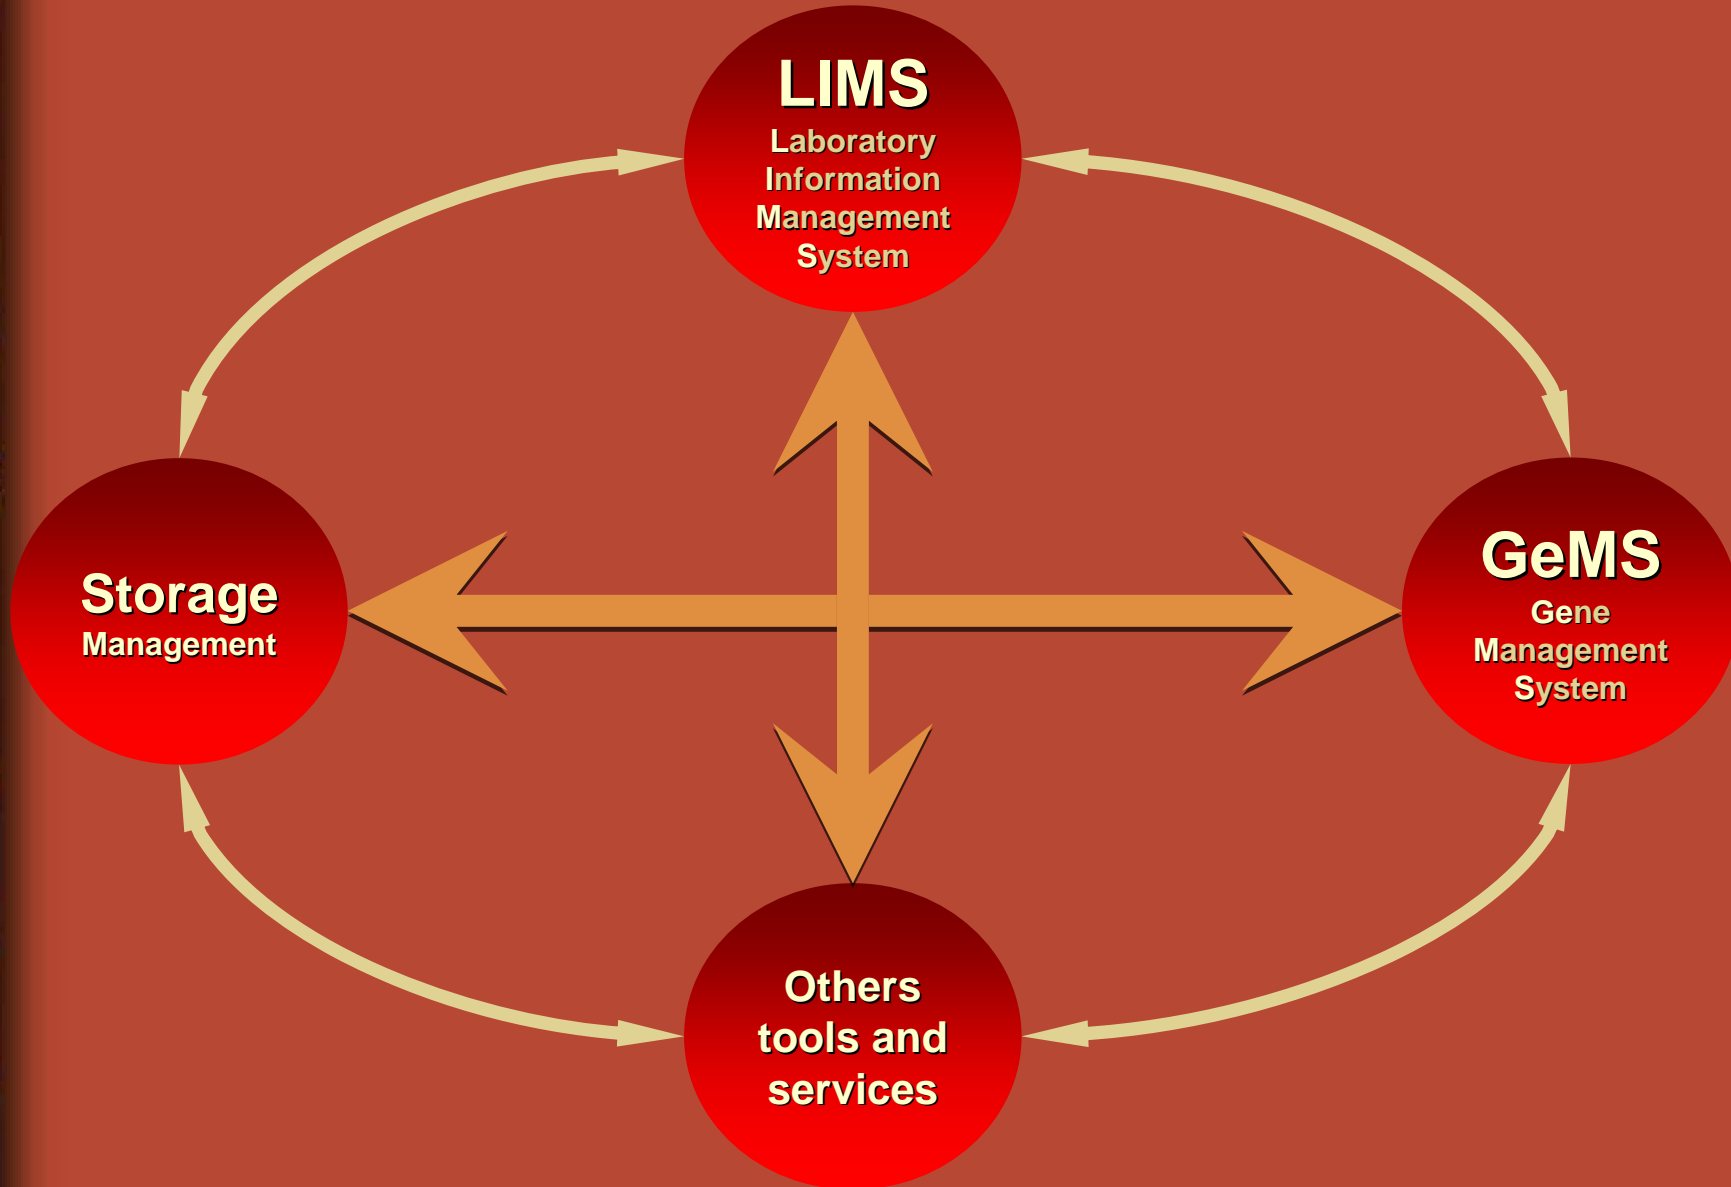 LIMS
Laboratory
Information
Management
System
Storage
Management
GeMS
Gene
Management
System
Others
tools and
services